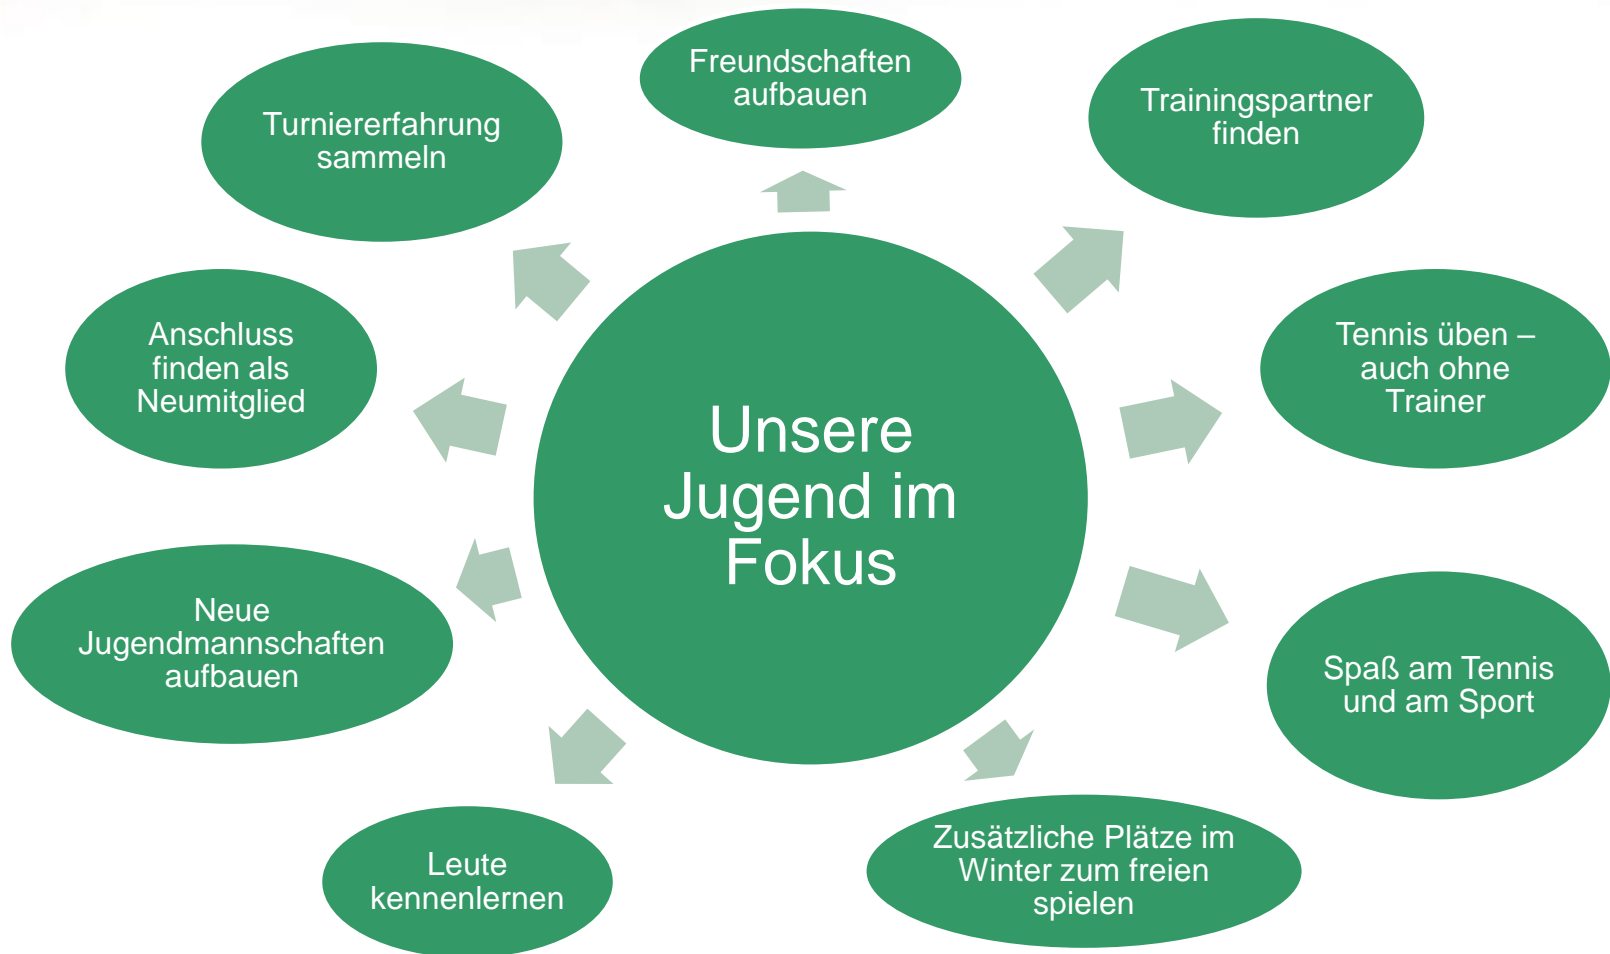 Freundschaften
aufbauen
Trainingspartner
finden
Turniererfahrung
sammeln
Anschluss
finden als
Neumitglied
Tennis üben –
auch ohne
Trainer
Unsere
Jugend im
Fokus
Neue
Jugendmannschaften
aufbauen
Spaß am Tennis
und am Sport
Leute
kennenlernen
Zusätzliche Plätze im
Winter zum freien
spielen